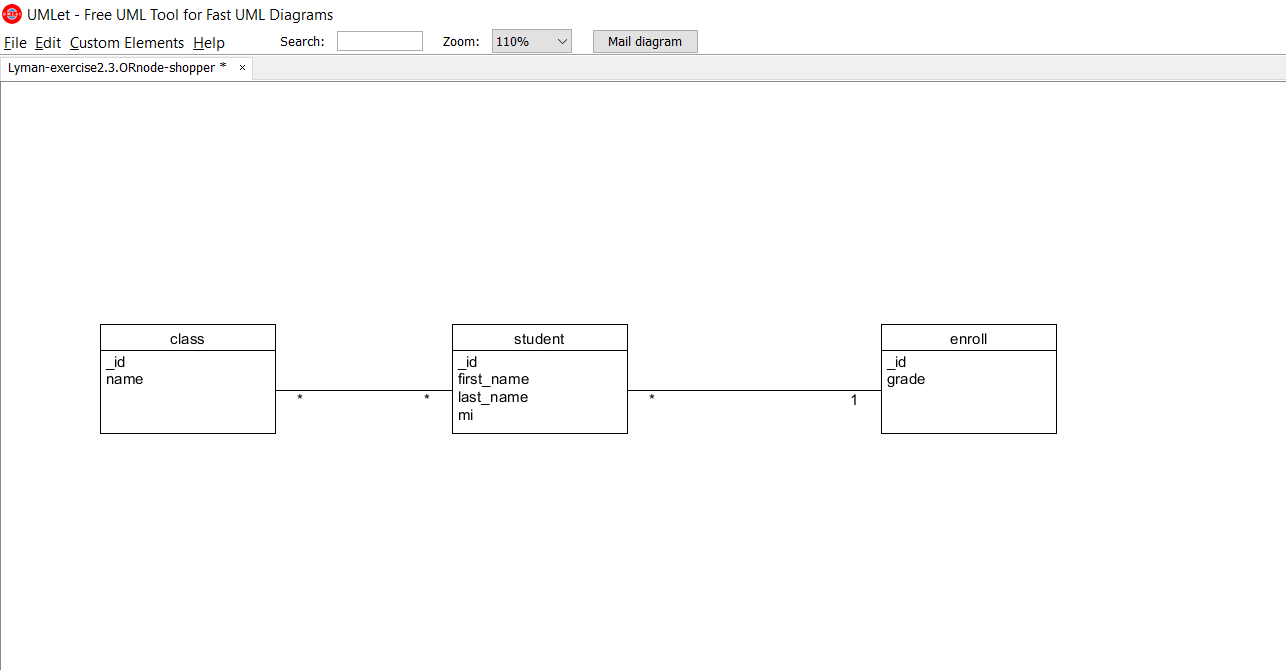 UMLet - Free UML Tool for Fast UML Diagrams
File Edit Custom Elements Help Search: Zoom: 110% Mail diagram
Lyman-exercise2.3.ORnode-shopper * ×
class
_id
name
* *
student
_id
first_name
last_name
mi
* 1
enroll
_id
grade